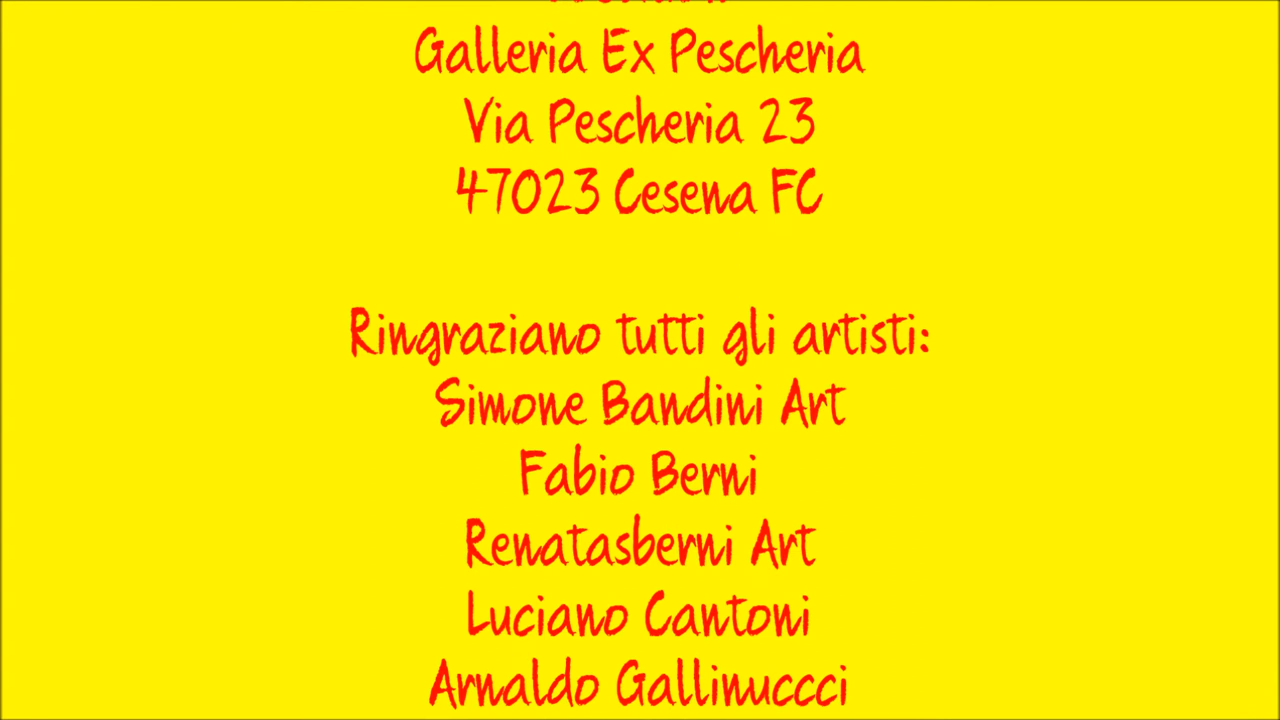 Galleria Ex Pescheria
Via Pescheria 23
47023 Cesena FC
Ringraziano tutti gli artisti:
Simone Bandini Art
Fabio Berni
Renatasberni Art
Luciano Cantoni
Arnaldo Gallinuccci